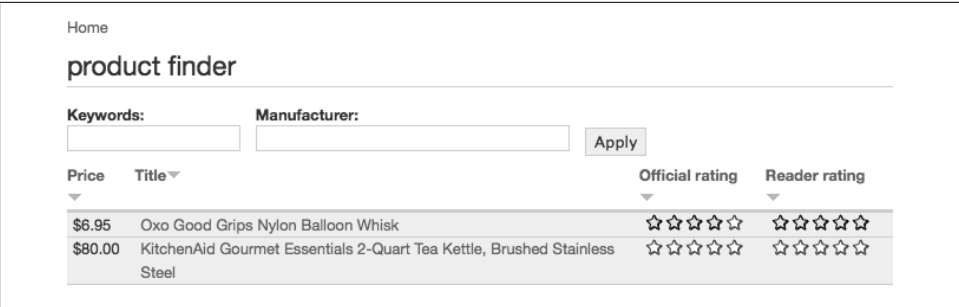 Home
product finder
Keywords: Manufacturer:
Apply
Price Title Official rating Reader rating
$6.95 Oxo Good Grips Nylon Balloon Whisk
$80.00 KitchenAid Gourmet Essentials 2-Quart Tea Kettle, Brushed Stainless
Steel